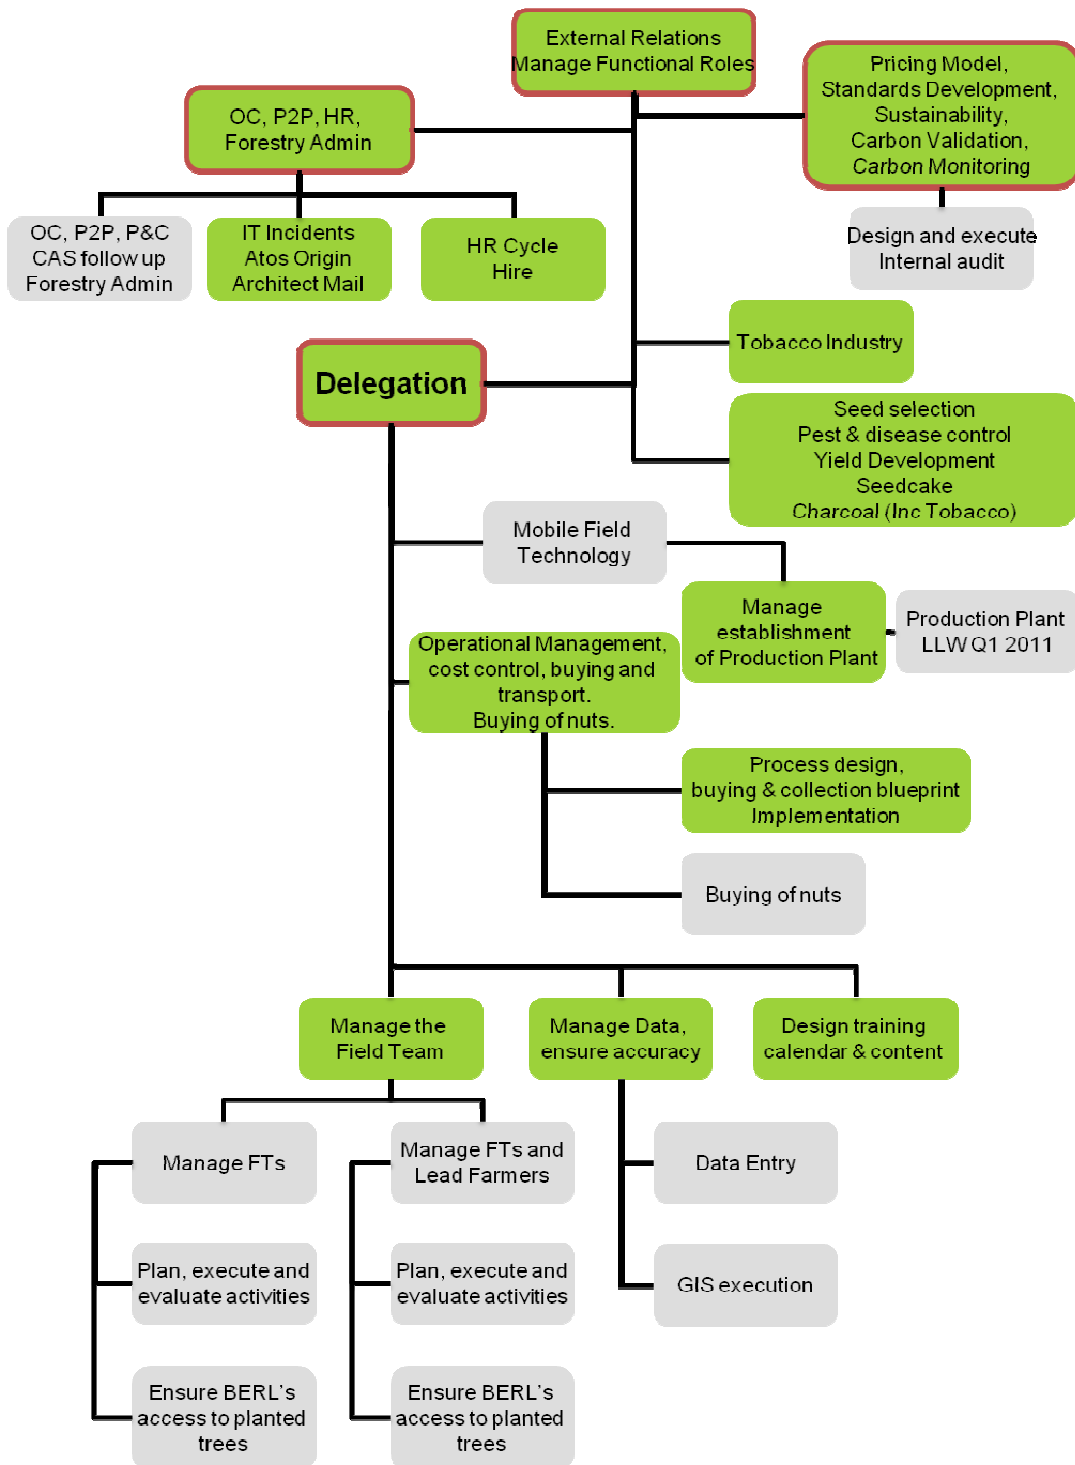 External Relations
Manage Functional Roles
Pricing Model,
Standards Development,
Sustainability,
Carbon Validation,
Carbon Monitoring
OC, P2P, HR,
Forestry Admin
OC, P2P, P&C
CAS follow up
Forestry Admin
IT Incidents
Atos Origin
Architect Mail
HR Cycle
Hire
Design and execute
Internal audit
Tobacco Industry
Delegation
Seed selection
Pest & disease control
Yield Development
Seedcake
Charcoal (Inc Tobacco)
Mobile Field
Technology
Manage
establishment
of Production Plant
Production Plant
LLW Q1 2011
Operational Management,
cost control, buying and
transport.
Buying of nuts.
Process design,
buying & collection blueprint
Implementation
Buying of nuts
Manage the
Field Team
Manage Data,
ensure accuracy
Design training
calendar & content
Manage FTs
Manage FTs and
Lead Farmers
Data Entry
Plan, execute and
evaluate activities
Plan, execute and
evaluate activities
GIS execution
Ensure BERL's
access to planted
trees
Ensure BERL's
access to planted
trees